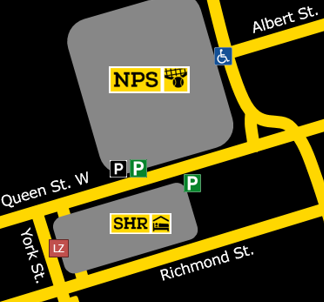 Albert St.
NPS
P P
P
Queen St. W
SHR
York St.
LZ
Richmond St.